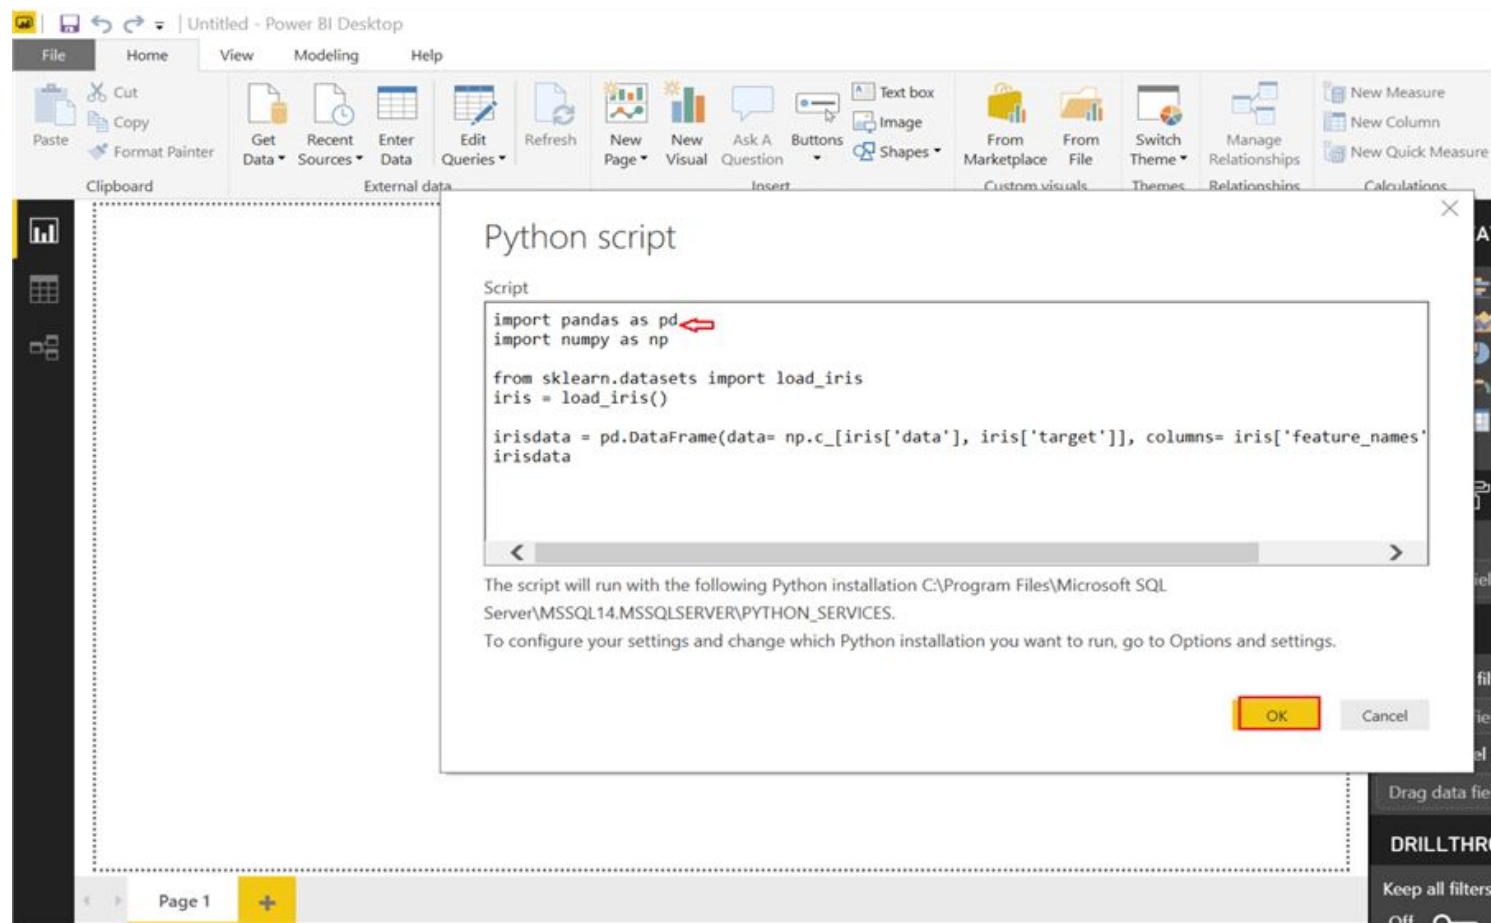 Untitled - Power BI Desktop
File Home View Modeling Help
Paste
Cut
Copy
Format Painter
Clipboard
Get Data
Recent Sources
Enter Data
Edit Queries
Refresh
External data
New Page
New Visual
Ask A Question
Buttons
Text box
Image
Shapes
Insert
From Marketplace
From File
Custom visuals
Switch Theme
Themes
Manage Relationships
Relationships
New Measure
New Column
New Quick Measure
Calculations
Python script
Script
import pandas as pd
import numpy as np
from sklearn.datasets import load_iris
iris = load_iris()
irisdata = pd.DataFrame(data= np.c_[iris['data'], iris['target']], columns= iris['feature_names'
irisdata
The script will run with the following Python installation C:\Program Files\Microsoft SQL
Server\MSSQL14.MSSQLSERVER\PYTHON_SERVICES.
To configure your settings and change which Python installation you want to run, go to Options and settings.
OK Cancel
Drag data fie
DRILLTHRO
Keep all filters
Off
Page 1